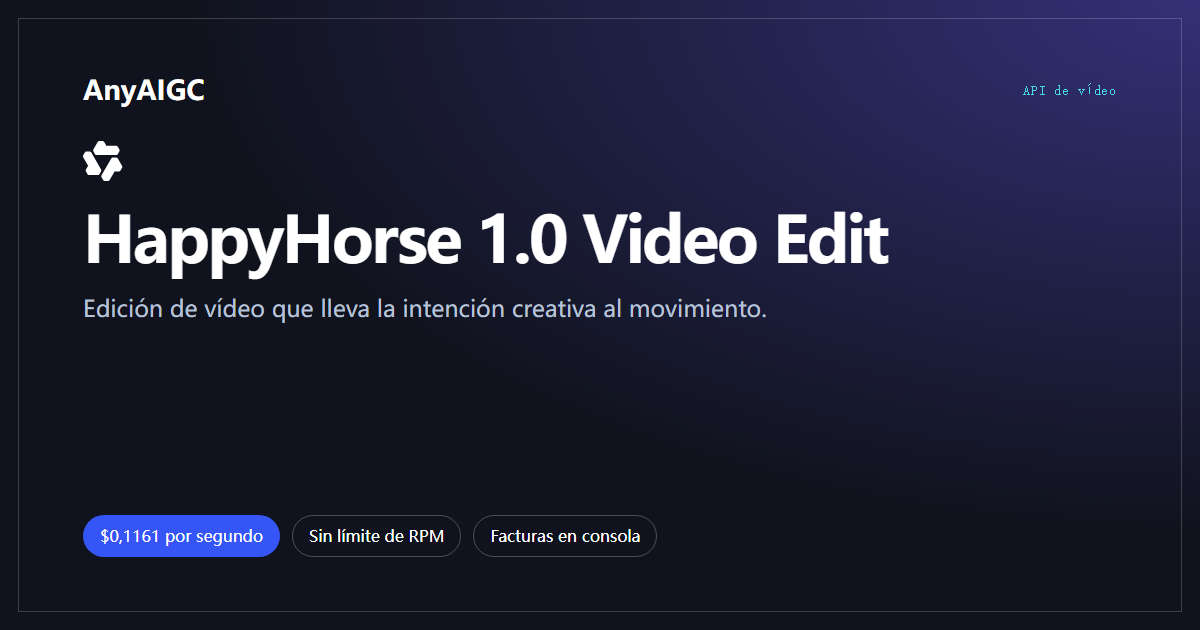 AnyAIGC
API de vídeo
HappyHorse 1.0 Video Edit
Edición de vídeo que lleva la intención creativa al movimiento.
$0,1161 por segundo
Sin límite de RPM
Facturas en consola